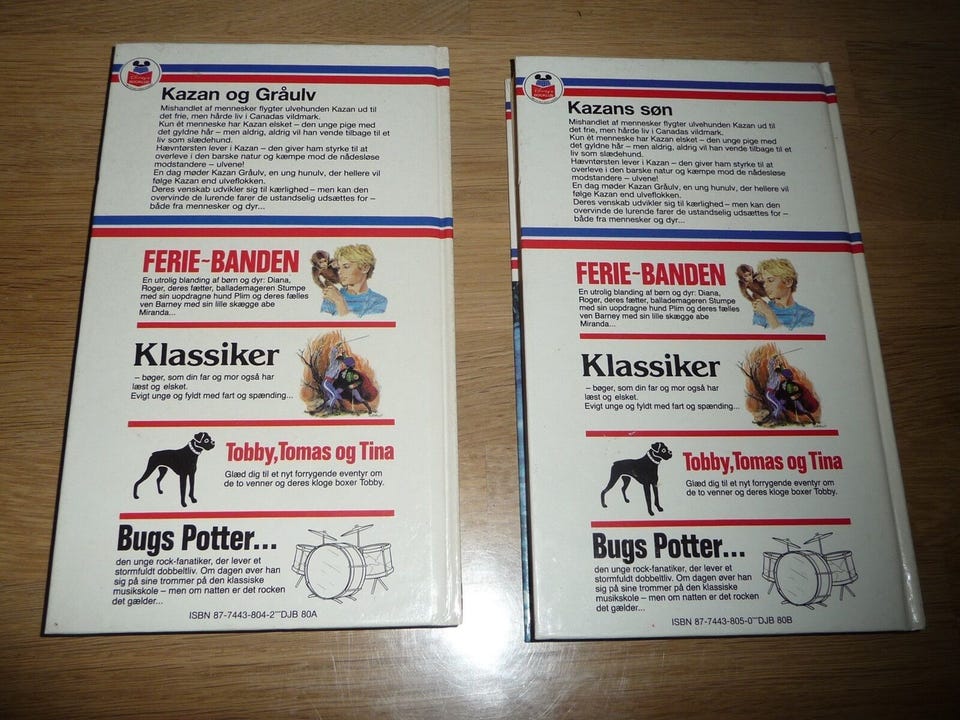 Kazan og Gråulv
Mishandlet af mennesker flygter ulvehunden Kazan ud til
det frie, men hårde liv i Canadas vildmark.
Kun ét menneske har Kazan elsket – den unge pige med
det gyldne hår – men aldrig, aldrig vil han vende tilbage til et
liv som slædehund.
Hævntørsten lever i Kazan – den giver ham styrke til at
overleve i den barske natur og kæmpe mod de nådesløse
modstandere – ulvene!
En dag møder Kazan Gråulv, en ung hunulv, der hellere vil
følge Kazan end ulveflokken.
Deres venskab udvikler sig til kærlighed – men kan den
overvinde de lurende farer de ustandselig udsættes for –
både fra mennesker og dyr...
FERIE-BANDEN
En utrolig blanding af børn og dyr: Diana,
Roger, deres fætter, ballademageren Stumpe
med sin uopdragne hund Plim og deres fælles
ven Barney med sin lille skægge abe
Miranda...
Klassiker
– bøger, som din far og mor også har
læst og elsket.
Evigt unge og fyldt med fart og spænding...
Tobby, Tomas og Tina
Glæd dig til et nyt forrygende eventyr om
de to venner og deres kloge boxer Tobby.
Bugs Potter...
den unge rock-fanatiker, der lever et
stormfuldt dobbeltliv. Om dagen øver han
sig på sine trommer på den klassiske
musikskole – men om natten er det rocken
det gælder...
ISBN 87-7443-804-2 DJB 80A
Kazans søn
Mishandlet af mennesker flygter ulvehunden Kazan ud til
det frie, men hårde liv i Canadas vildmark.
Kun ét menneske har Kazan elsket – den unge pige med
det gyldne hår – men aldrig, aldrig vil han vende tilbage til et
liv som slædehund.
Hævntørsten lever i Kazan – den giver ham styrke til at
overleve i den barske natur og kæmpe mod de nådesløse
modstandere – ulvene!
En dag møder Kazan Gråulv, en ung hunulv, der hellere vil
følge Kazan end ulveflokken.
Deres venskab udvikler sig til kærlighed – men kan den
overvinde de lurende farer de ustandselig udsættes for –
både fra mennesker og dyr...
FERIE-BANDEN
En utrolig blanding af børn og dyr: Diana,
Roger, deres fætter, ballademageren Stumpe
med sin uopdragne hund Plim og deres fælles
ven Barney med sin lille skægge abe
Miranda...
Klassiker
– bøger, som din far og mor også har
læst og elsket.
Evigt unge og fyldt med fart og spænding...
Tobby, Tomas og Tina
Glæd dig til et nyt forrygende eventyr om
de to venner og deres kloge boxer Tobby.
Bugs Potter...
den unge rock-fanatiker, der lever et
stormfuldt dobbeltliv. Om dagen øver han
sig på sine trommer på den klassiske
musikskole – men om natten er det rocken
det gælder...
ISBN 87-7443-805-0 DJB 80B